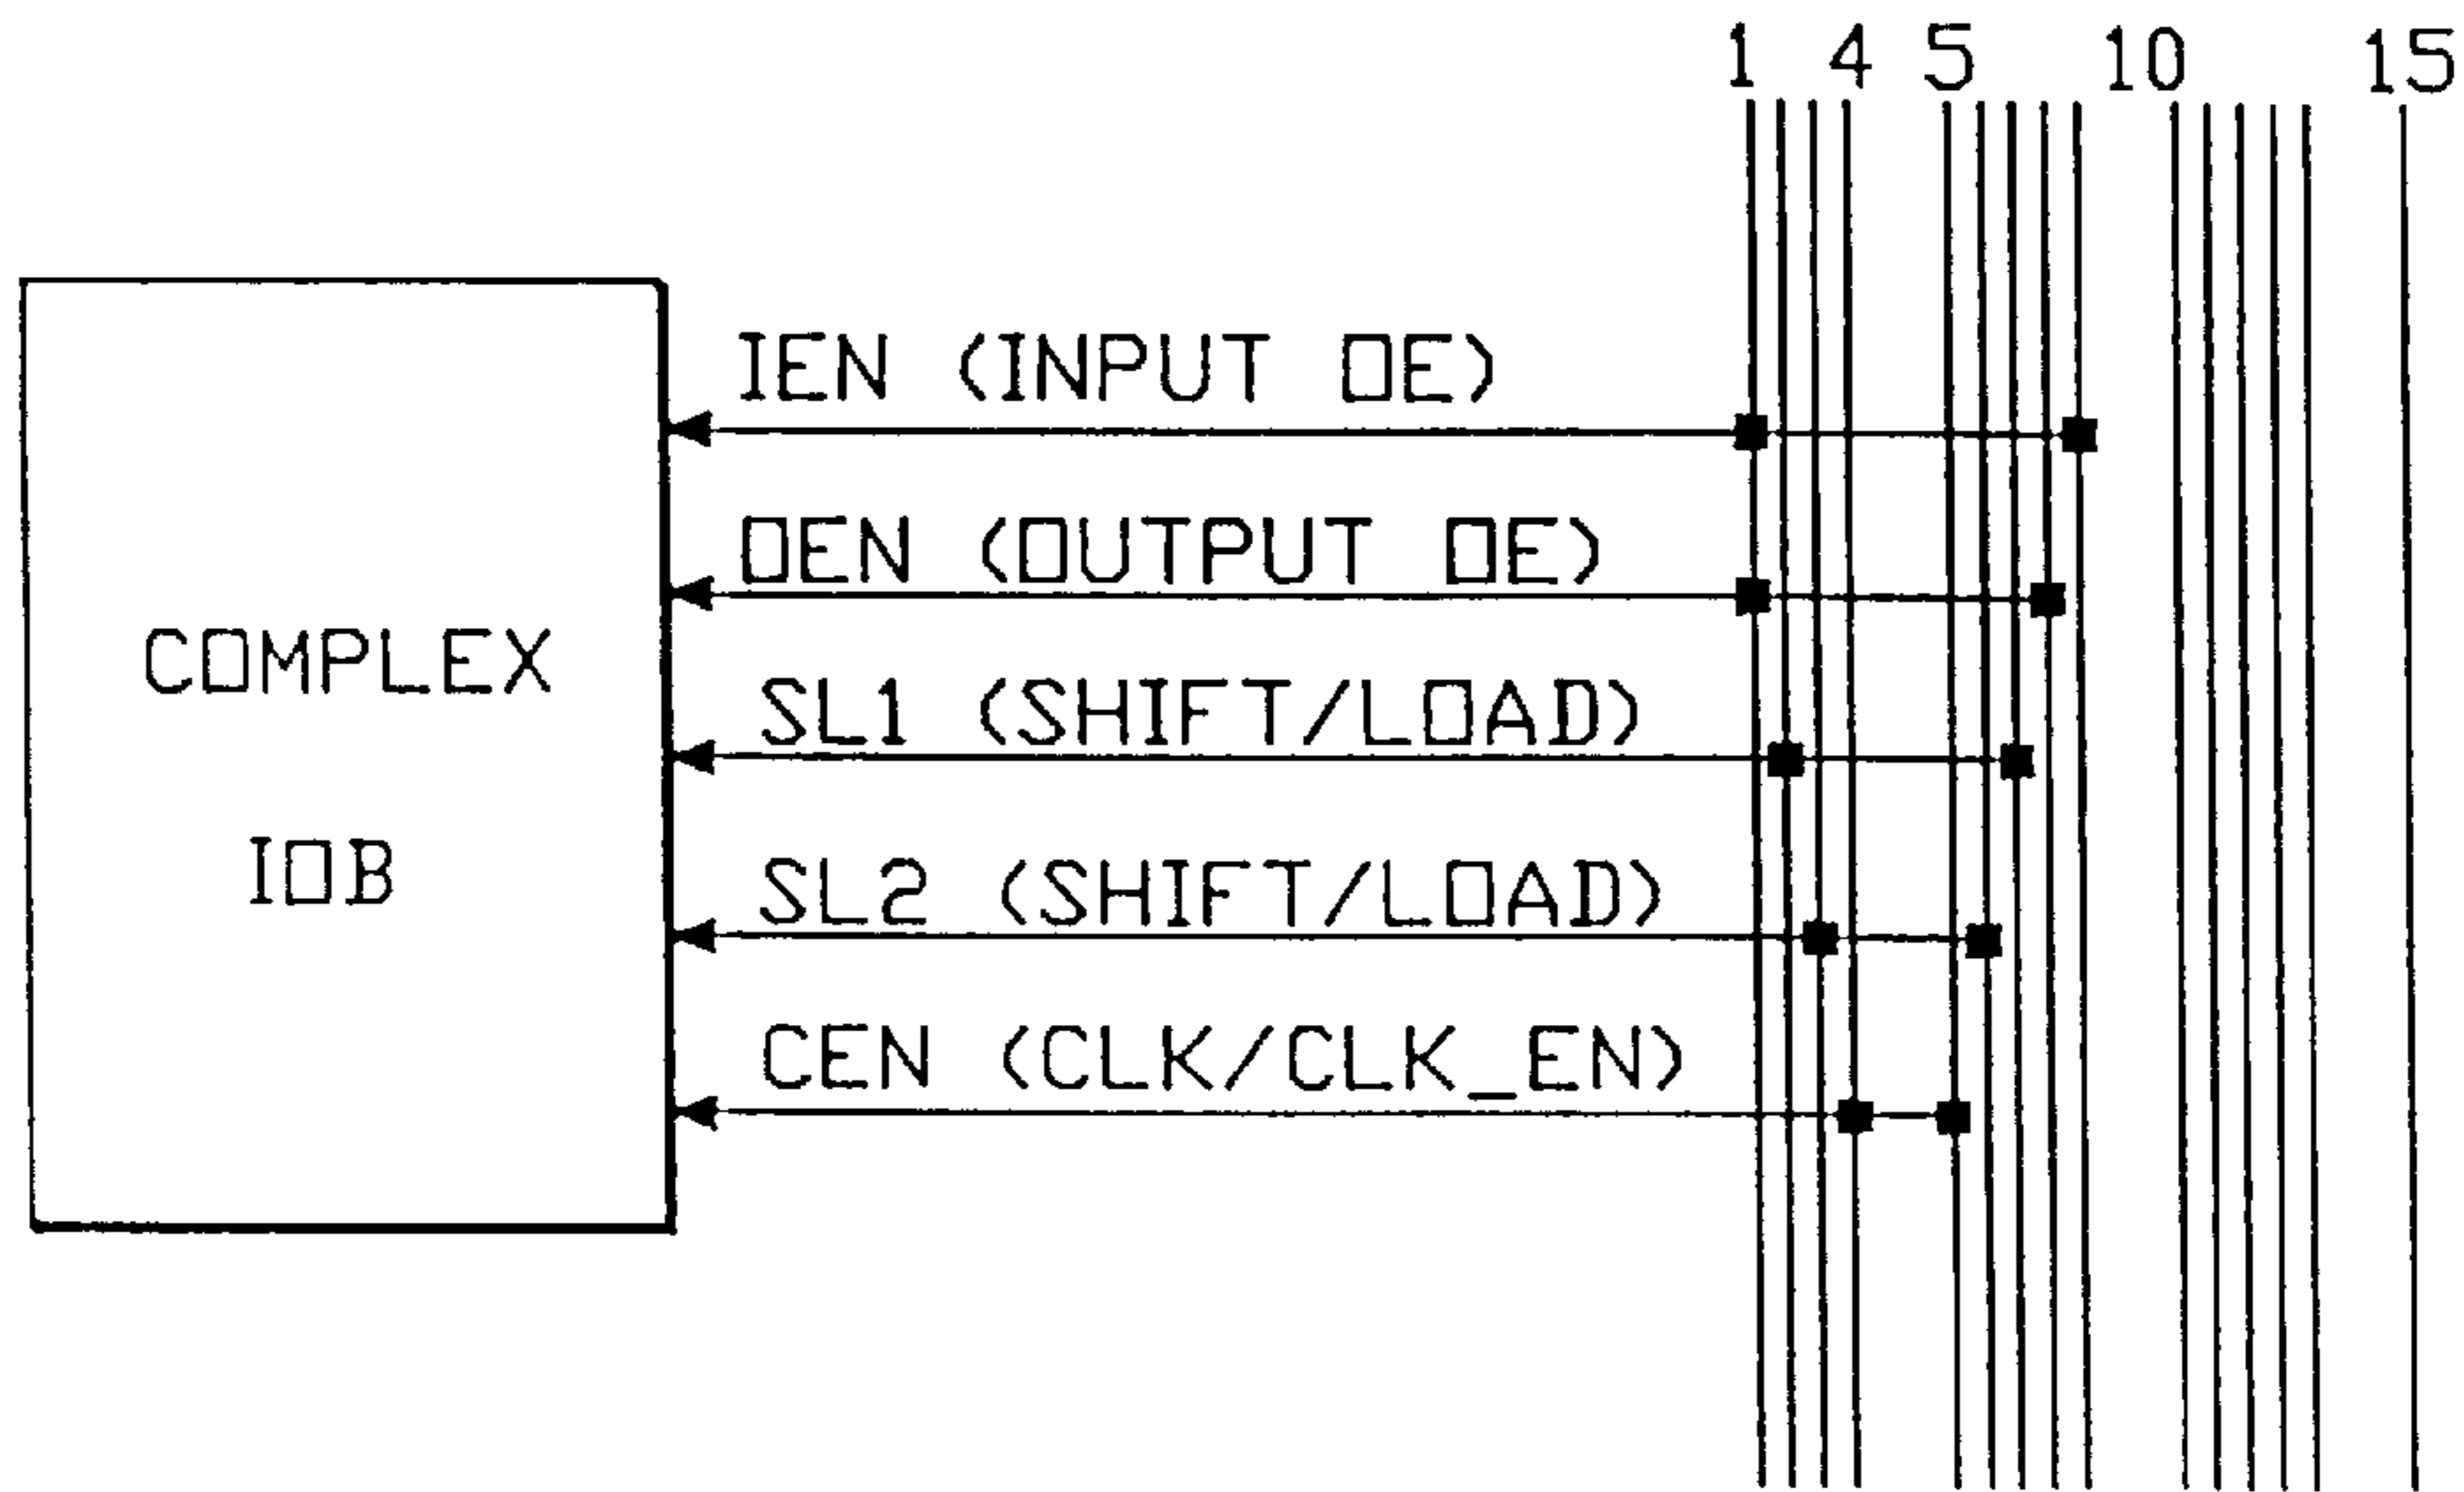 1 4 5 10 15
IEN (INPUT OE)
OEN (OUTPUT OE)
SL1 (SHIFT/LOAD)
SL2 (SHIFT/LOAD)
CEN (CLK/CLK_EN)
COMPLEX
IOB